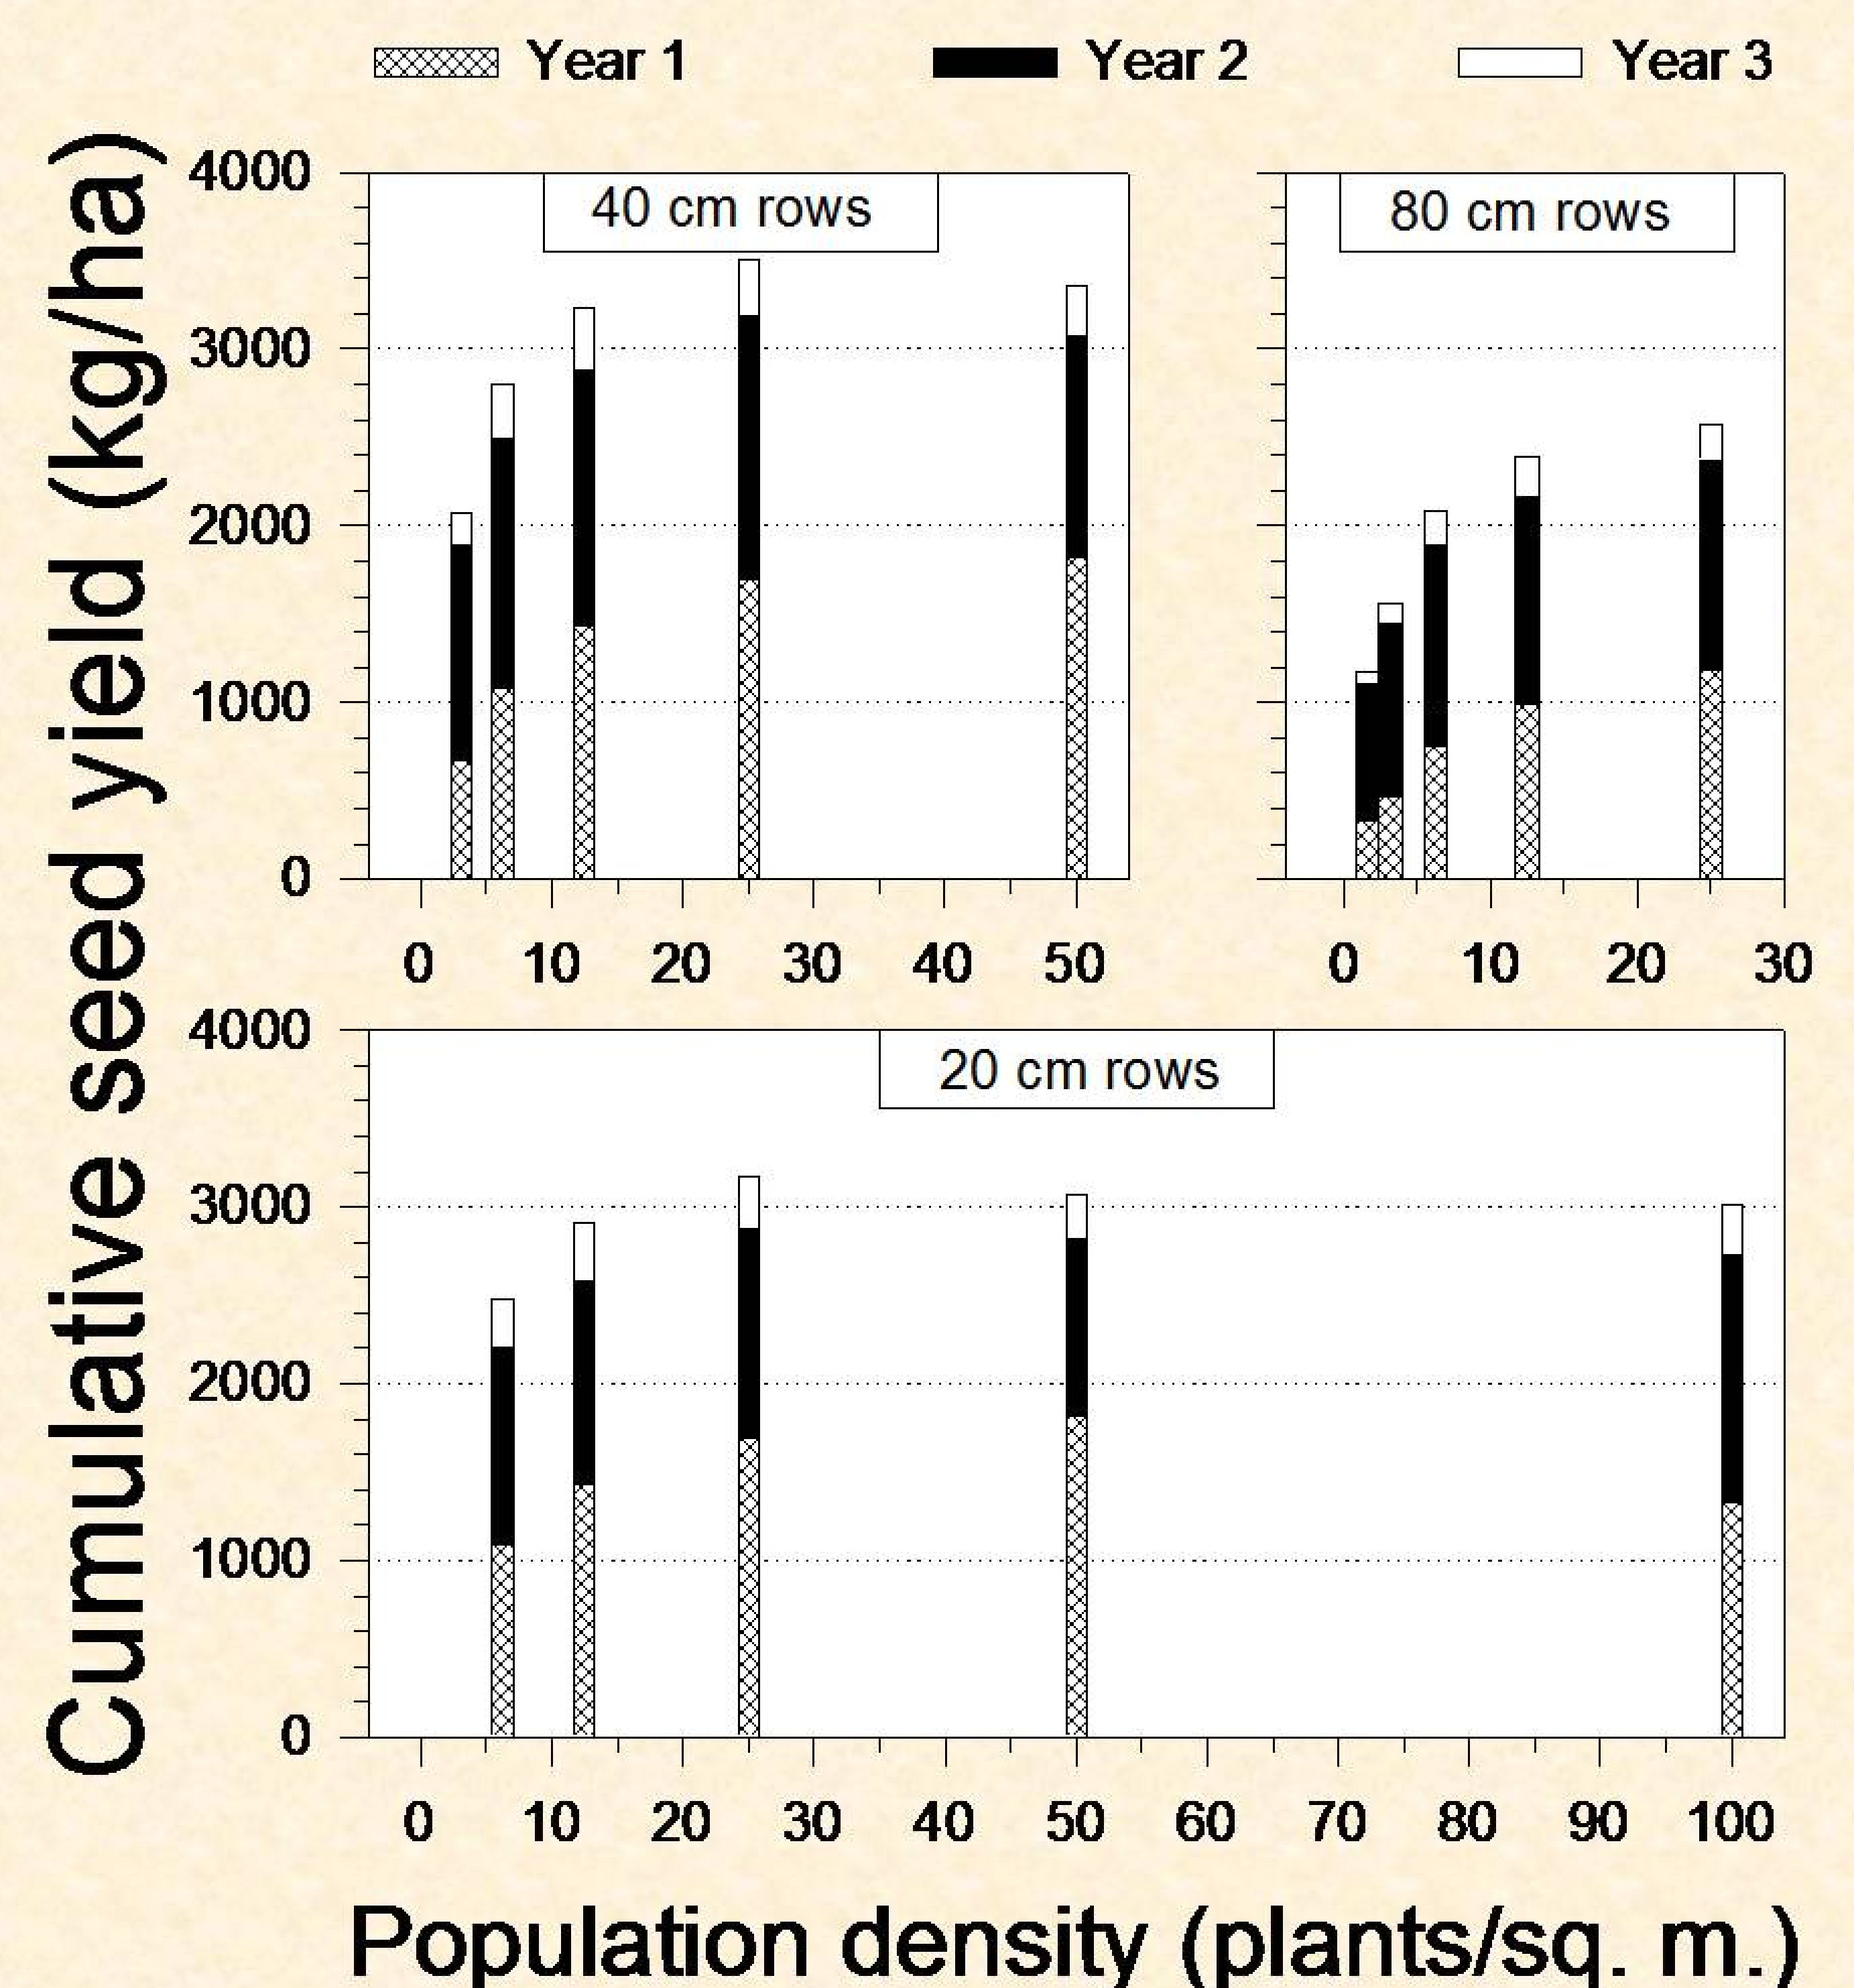 Year 1 Year 2 Year 3
Cumulative seed yield (kg/ha)
40 cm rows
4000
3000
2000
1000
0
0 10 20 30 40 50
80 cm rows
0 10 20 30
20 cm rows
4000
3000
2000
1000
0
0 10 20 30 40 50 60 70 80 90 100
Population density (plants/sq. m.)